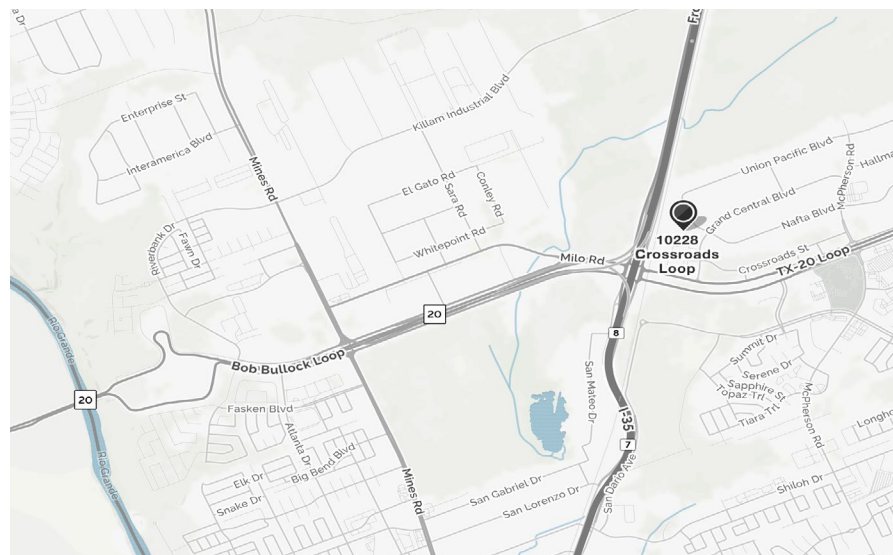 a Dr
Fro
Enterprise St
Interamerica Blvd
Killam Industrial Blvd
Mines Rd
El Gato Rd
Sara Rd
Conley Rd
Whitepoint Rd
Union Pacific Blvd
McPherson Rd
Hallma
Grand Central Blvd
Nafta Blvd
Riverbank Dr
Fawn Dr
10228
Crossroads
Loop
Crossroads St
TX-20 Loop
Milo Rd
20
Rio Grande
Bob Bullock Loop
8
San Mateo Dr
Summit Dr
Serene Dr
Sapphire St
Topaz Trl
Tiara Trl
McPherson Rd
20
Fasken Blvd
Atlanta Dr
Big Bend Blvd
I-35
7
Longho
Elk Dr
Snake Dr
Mines Rd
San Gabriel Dr
San Lorenzo Dr
San Dario Ave
Shiloh Dr
Rio Grande